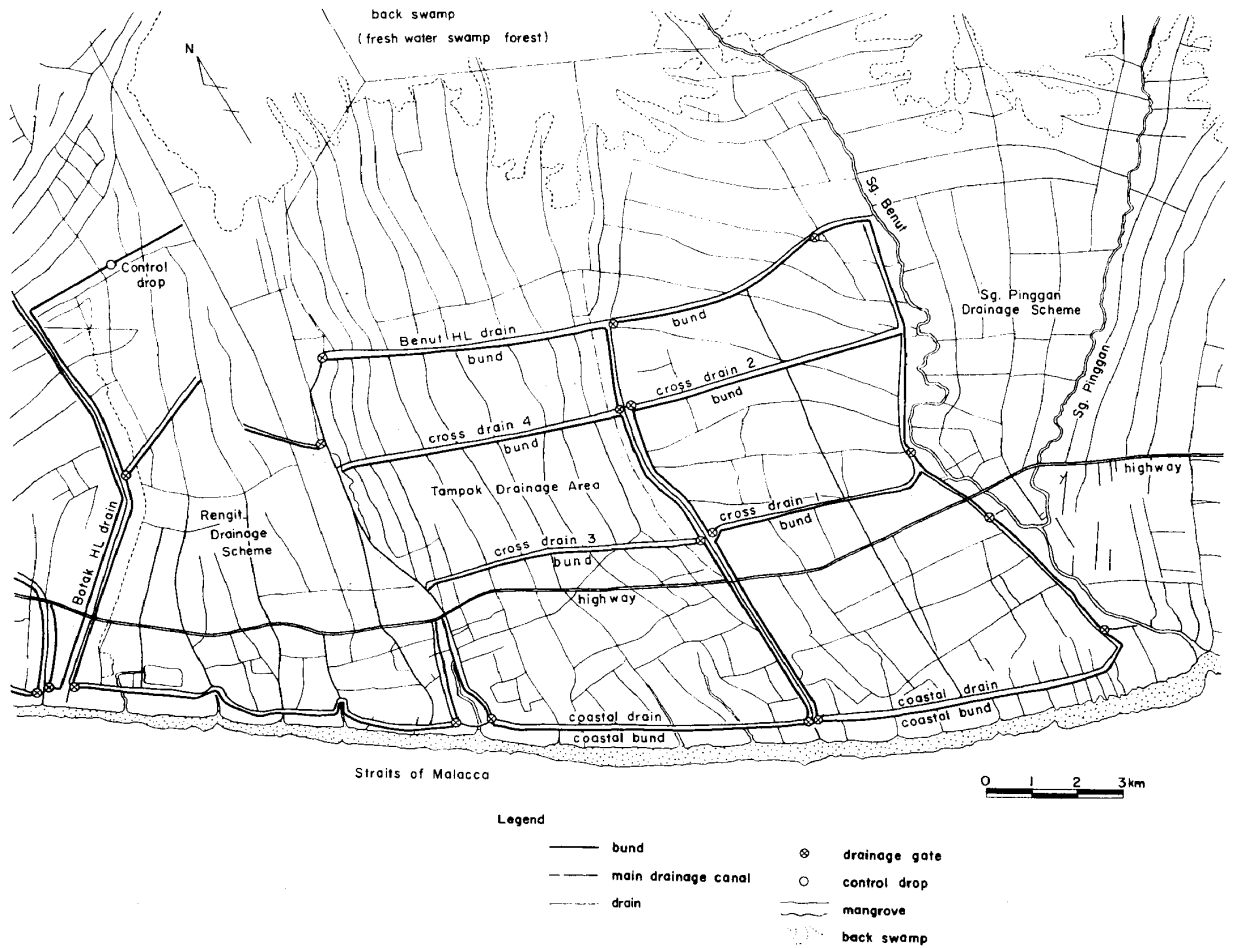 back swamp
(fresh water swamp forest)
N
Control
drop
Sg. Benut
Sg. Pinggan
Drainage Scheme
Sg. Pinggan
Benut HL drain
bund
bund
cross drain 2
bund
cross drain 4
bund
Tampok Drainage Area
highway
Botak HL drain
Rengit
Drainage
Scheme
cross drain 1
bund
cross drain 3
bund
highway
coastal drain
coastal bund
coastal drain
coastal bund
Straits of Malacca
0 1 2 3 km
Legend
bund
main drainage canal
drain
drainage gate
control drop
mangrove
back swamp